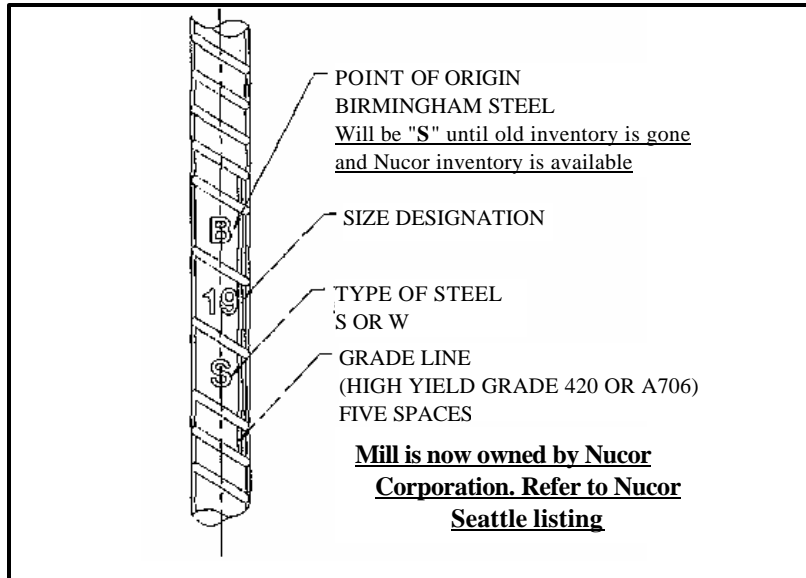 POINT OF ORIGIN
BIRMINGHAM STEEL
Will be "S" until old inventory is gone
and Nucor inventory is available
B
SIZE DESIGNATION
19
TYPE OF STEEL
S OR W
S
GRADE LINE
(HIGH YIELD GRADE 420 OR A706)
FIVE SPACES
Mill is now owned by Nucor
Corporation. Refer to Nucor
Seattle listing